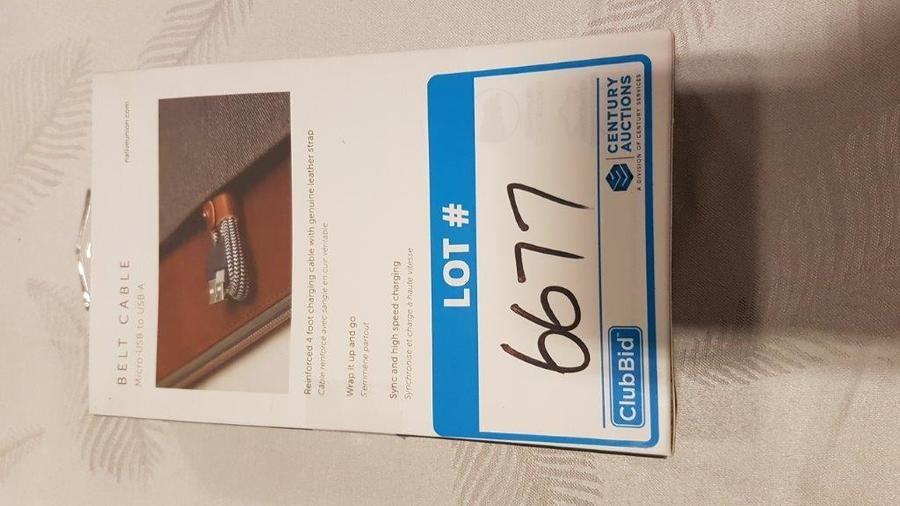 nativeunion.com
BELT CABLE
Micro-USB to USB-A
Reinforced 4 foot charging cable with genuine leather strap
Câble renforcé avec sangle en cuir véritable
Wrap it up and go
S'emmène partout
Sync and high speed charging
Synchronise et charge à haute vitesse
LOT #
6677
ClubBid
CENTURY
AUCTIONS
A DIVISION OF CENTURY SERVICES